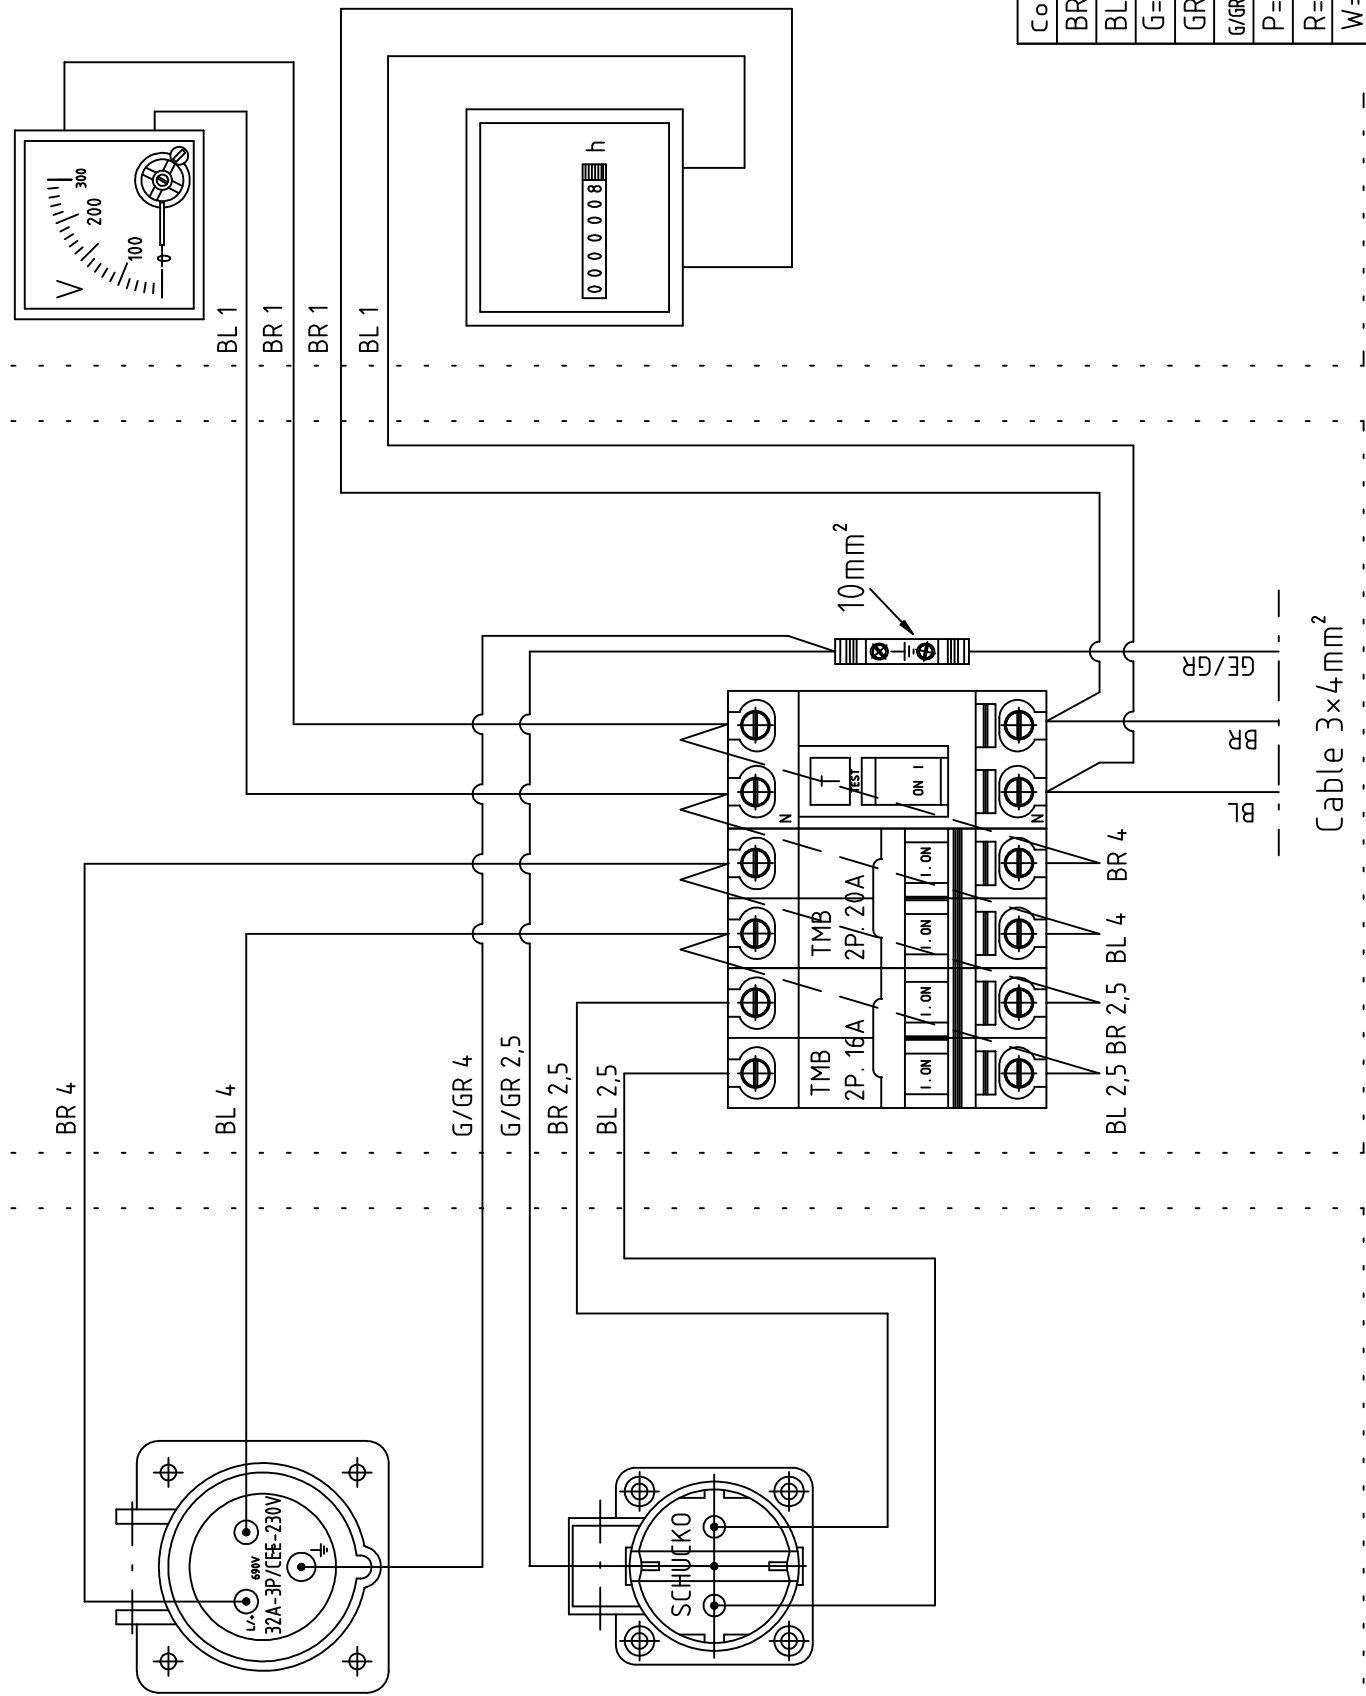 Co
BR
BL
G=
GR
G/GR
P=
R=
W=
V
0
100
200
300
0000008
h
BL 1
BR 1
BR 1
BL 1
10mm²
GE/GR
BR
BL
Cable 3x4mm²
TEST
ON I
N
N
TMB
2P. 20A
I.ON
I.ON
TMB
2P. 16A
I.ON
I.ON
BR 4
BL 4
BR 2,5
BL 2,5
BR 4
BL 4
G/GR 4
G/GR 2,5
BR 2,5
BL 2,5
L/+
690V
32A-3P/CEE-230V
SCHUCKO